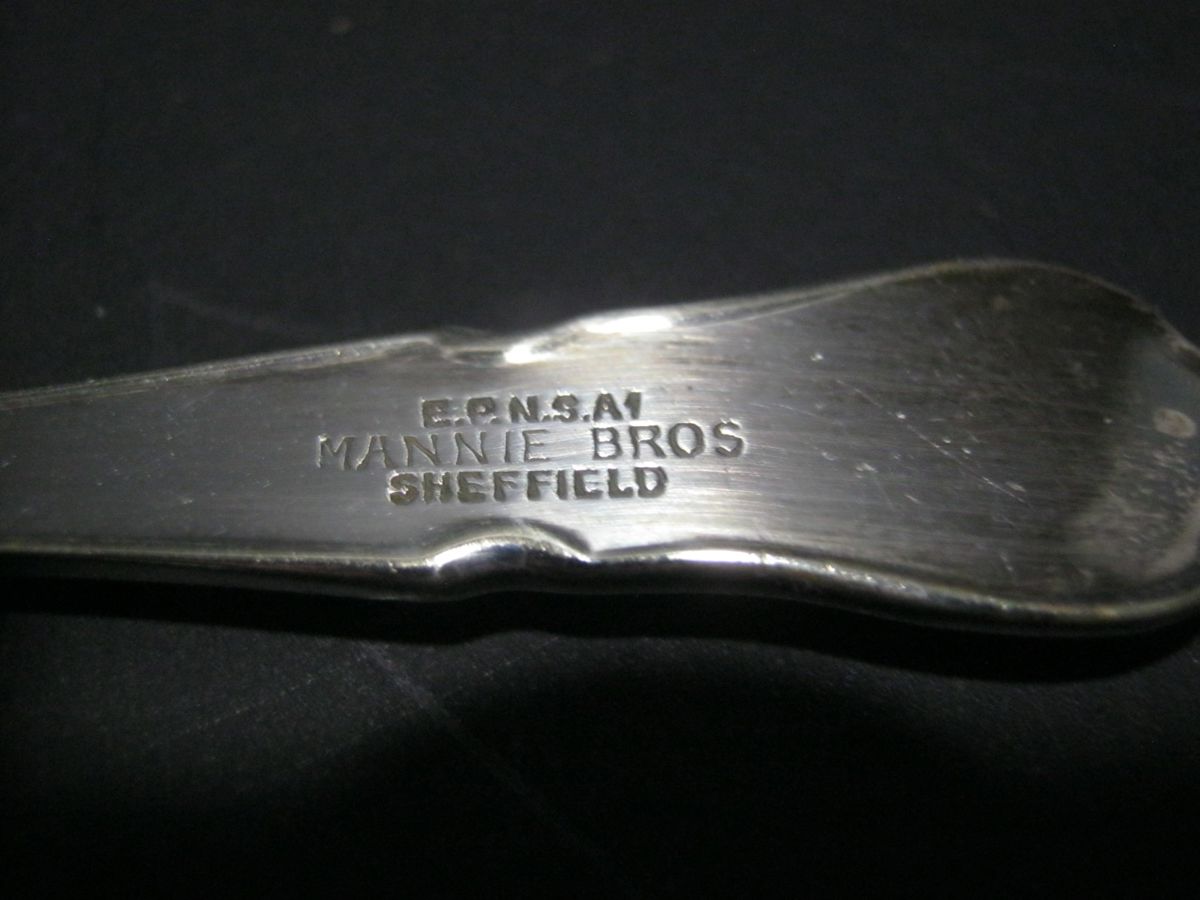 E.P.N.S.A1
MANNIE BROS
SHEFFIELD